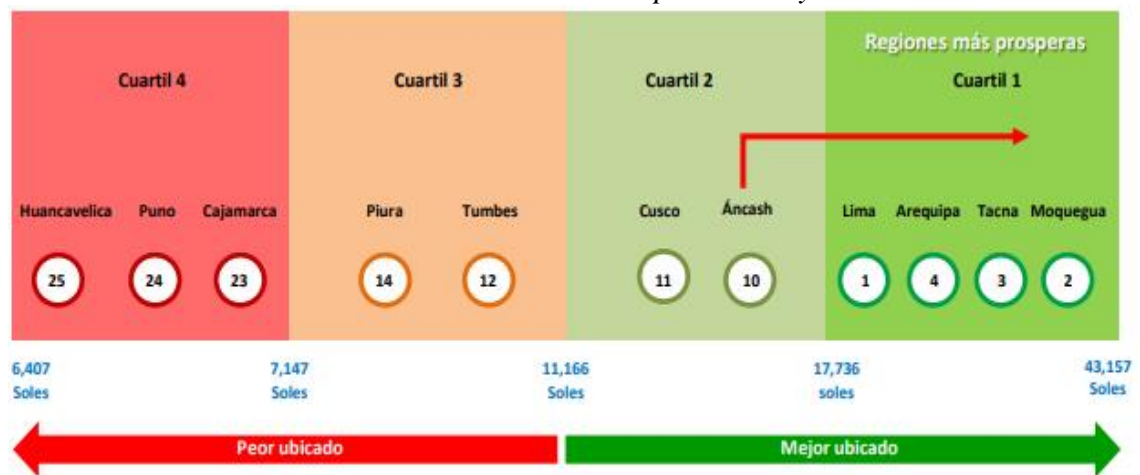 Regiones más prosperas
Cuartil 4 Cuartil 3 Cuartil 2 Cuartil 1
Huancavelica Puno Cajamarca Piura Tumbes Cusco Áncash Lima Arequipa Tacna Moquegua
25 24 23 14 12 11 10 1 4 3 2
6,407 7,147 11,166 17,736 43,157
Soles Soles Soles soles Soles
Peor ubicado Mejor ubicado